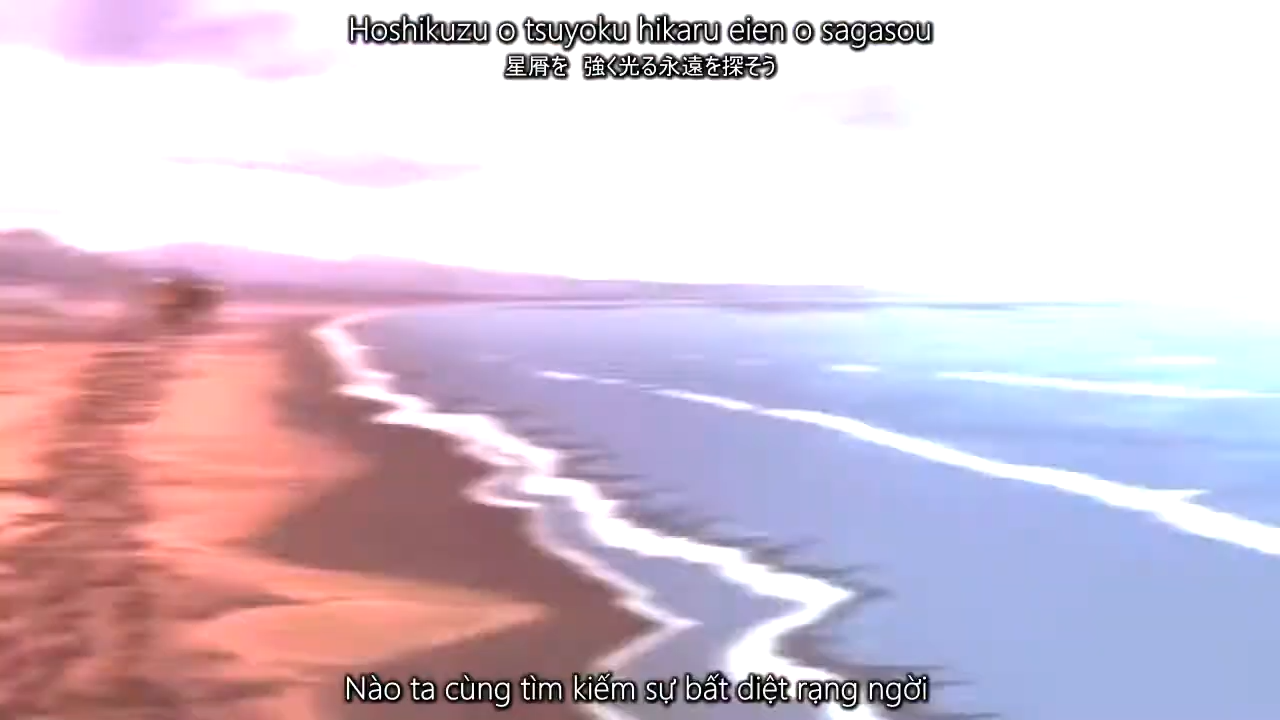 Hoshikuzu o tsuyoku hikaru eien o sagasou
星屑を　強く光る永遠を探そう
Nào ta cùng tìm kiếm sự bất diệt rạng ngời